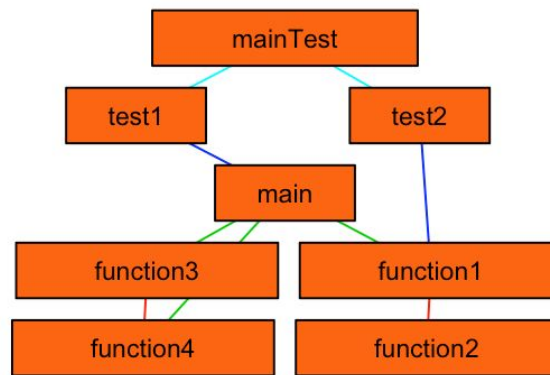 mainTest
test1
test2
main
function3
function1
function4
function2